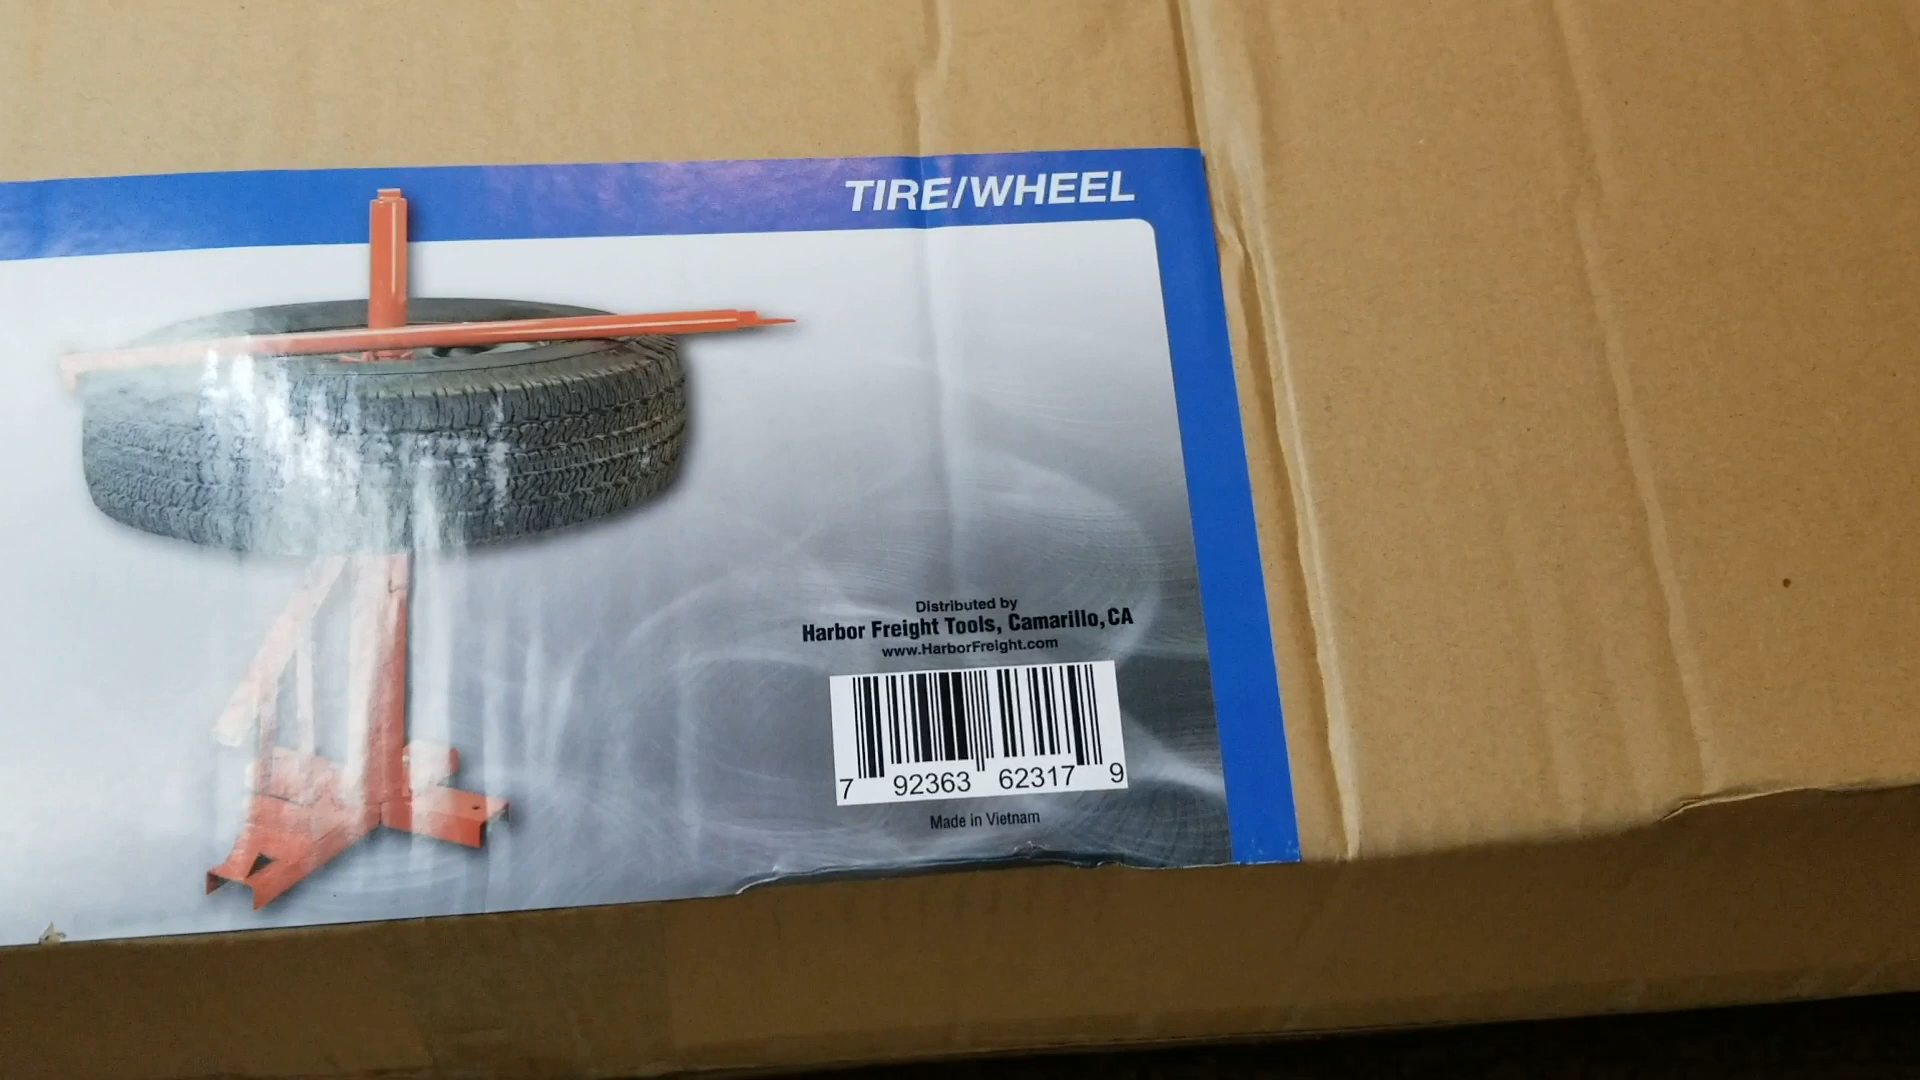 TIRE/WHEEL
Distributed by
Harbor Freight Tools, Camarillo, CA
www.HarborFreight.com
7 92363 62317 9
Made in Vietnam